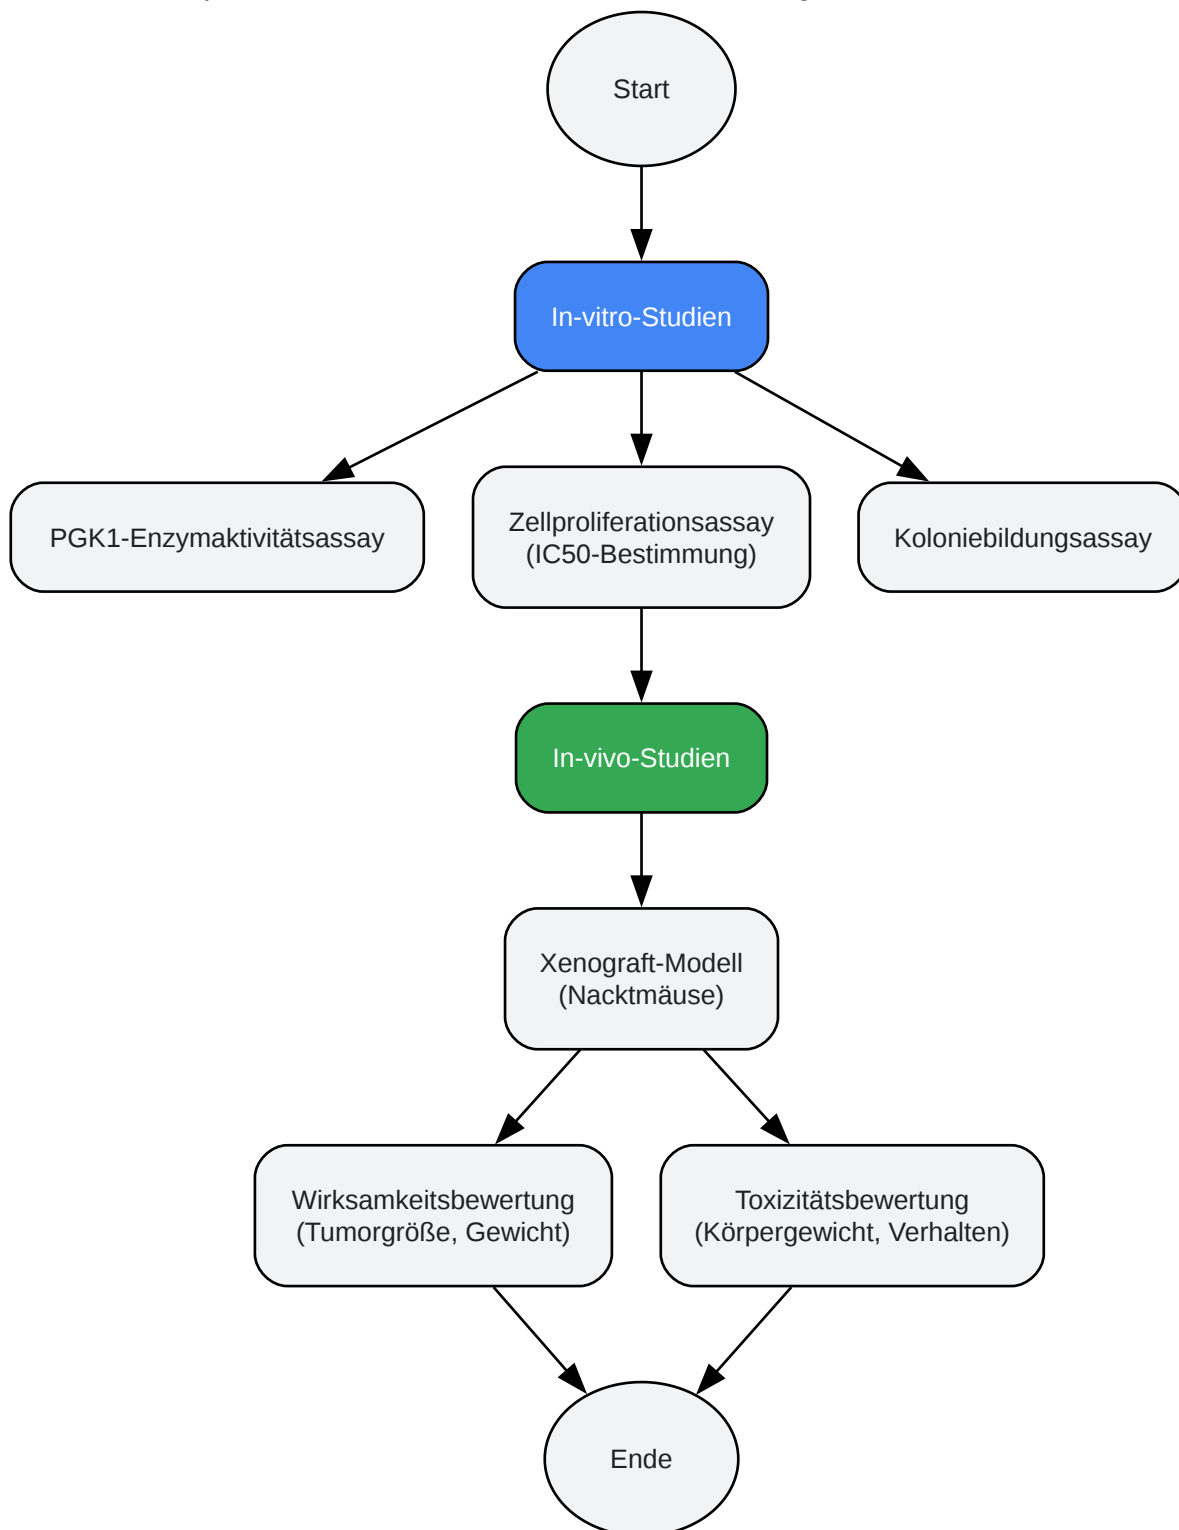 Start
In-vitro-Studien
PGK1-Enzymaktivitätsassay
Zellproliferationsassay
(IC50-Bestimmung)
Koloniebildungsassay
In-vivo-Studien
Xenograft-Modell
(Nacktmäuse)
Wirksamkeitsbewertung
(Tumorgröße, Gewicht)
Toxizitätsbewertung
(Körpergewicht, Verhalten)
Ende